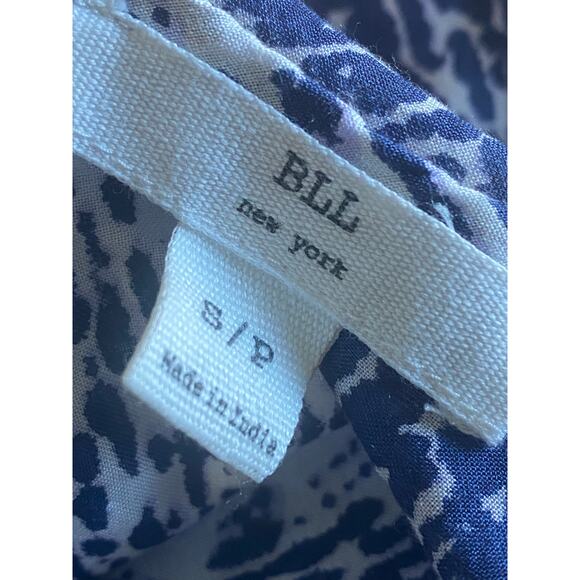 BLL
new york
S/P
Made in India